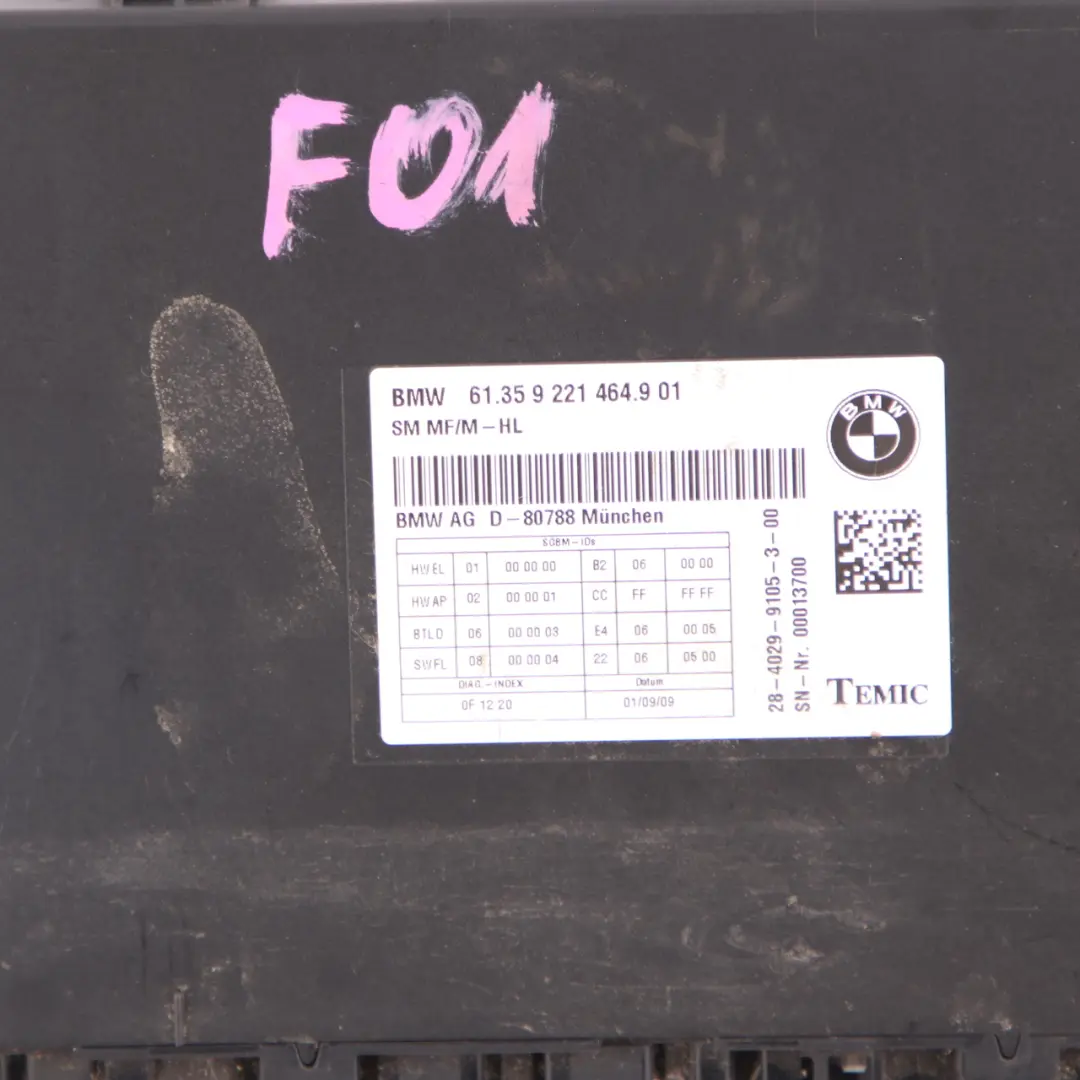 F01
BMW 61.35 9 221 464.9 01
SM MF/M-HL
BMW
BMW AG D-80788 München
SGBM-IDs
HWEL 01 00 00 00 B2 06 00 00
HWAP 02 00 00 01 CC FF FF FF
BTLD 06 00 00 03 E4 06 00 05
SWFL 08 00 00 04 22 06 05 00
DIAG.-INDEX Datum
0F 12 20 01/09/09
28-4029-9105-3-00
SN-Nr. 00013700
TEMIC